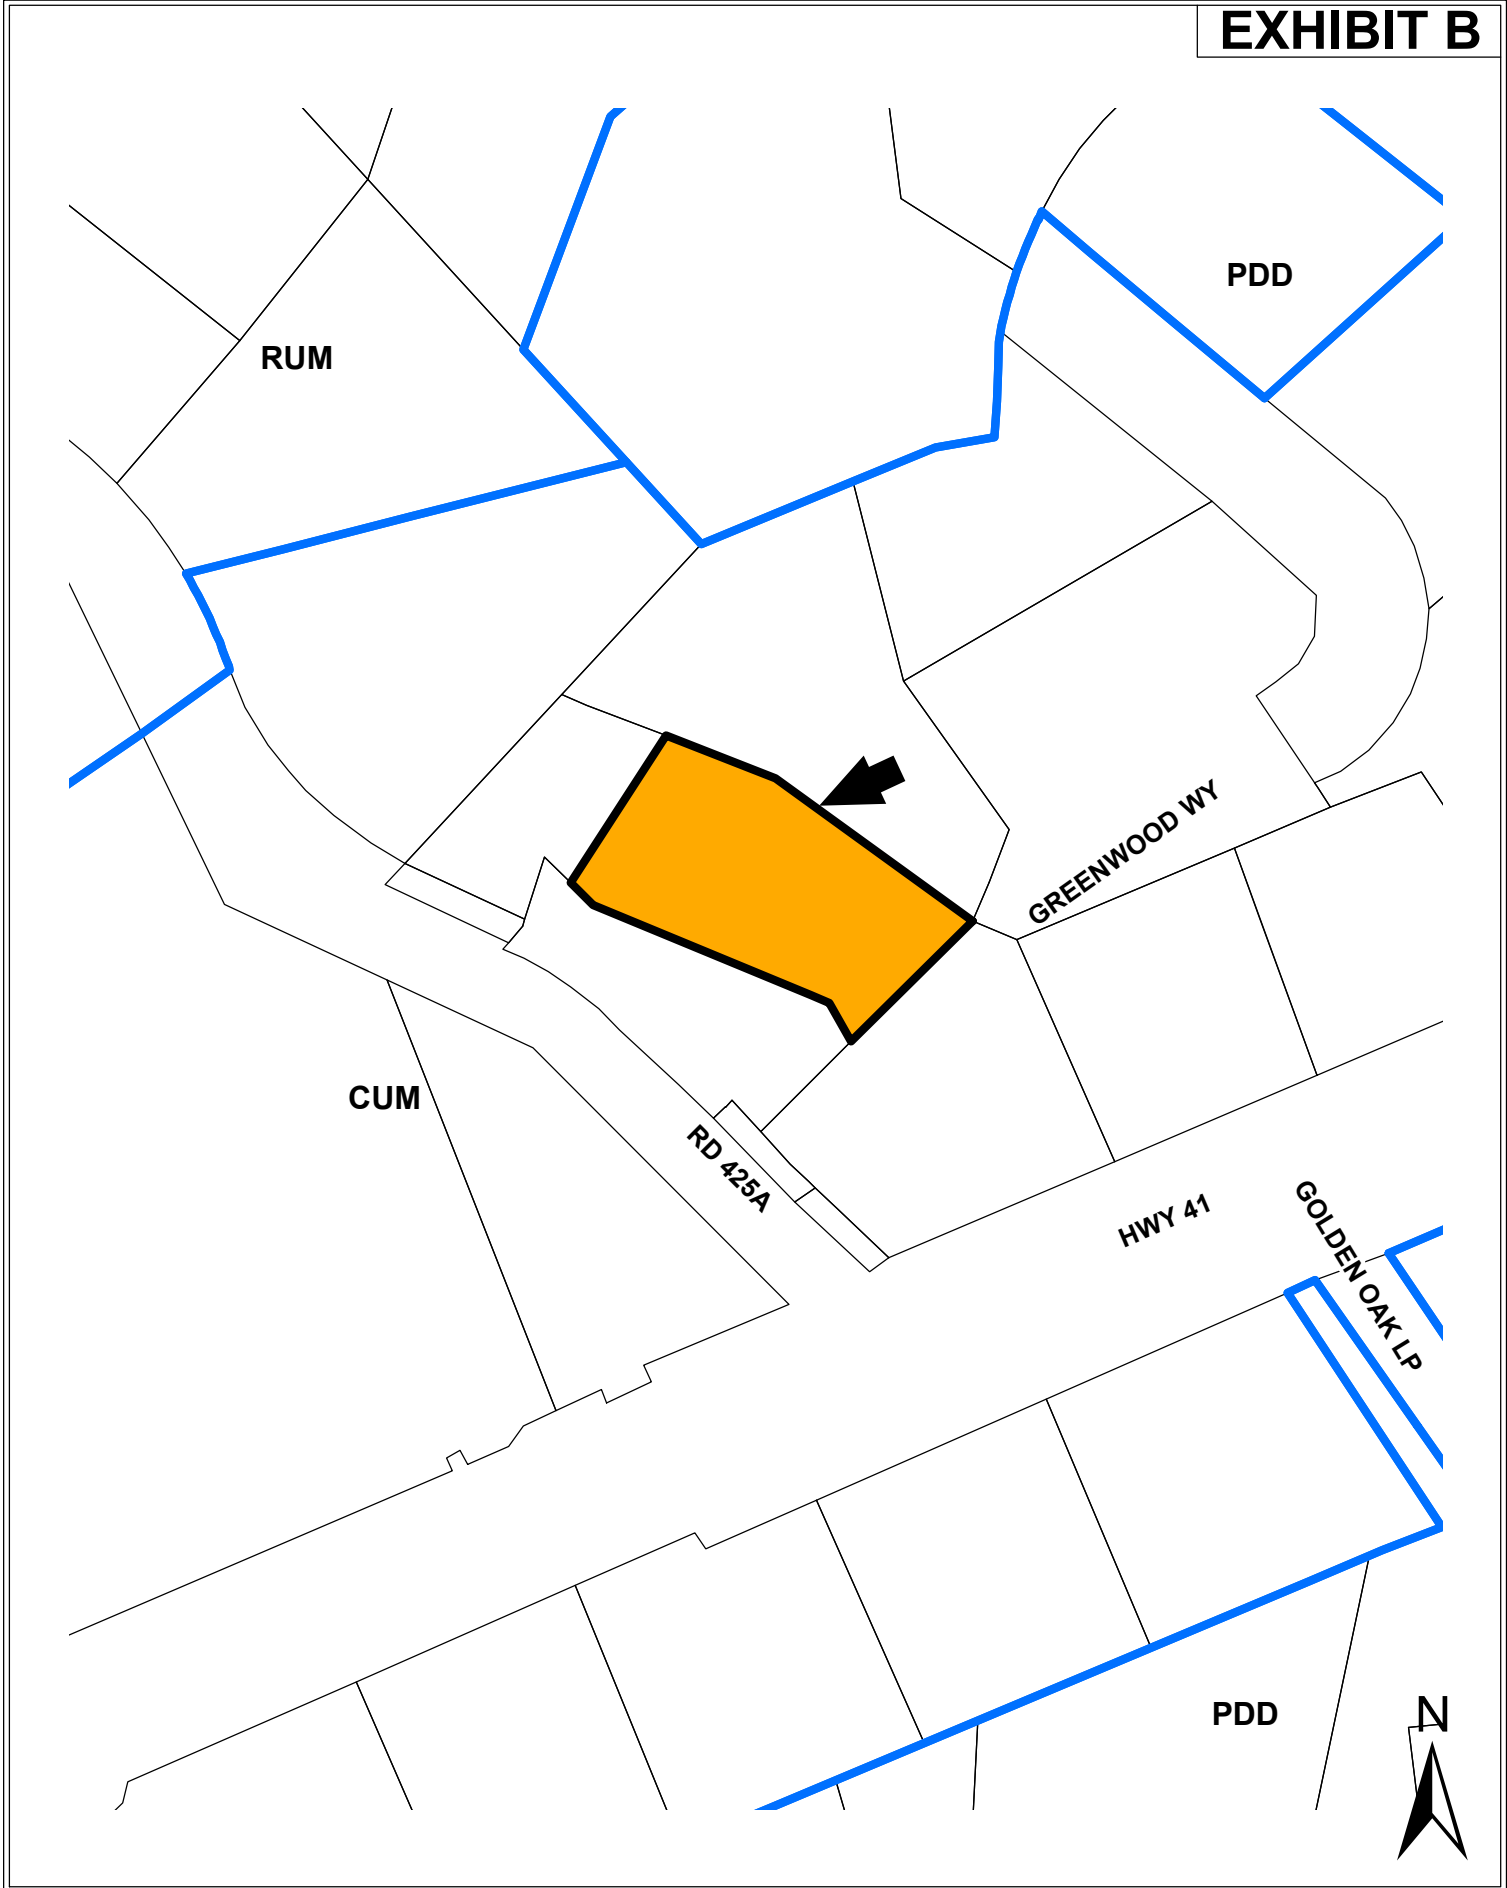 EXHIBIT B
PDD
RUM
GREENWOOD WY
CUM
RD 425A
HWY 41
GOLDEN OAK LP
PDD
N